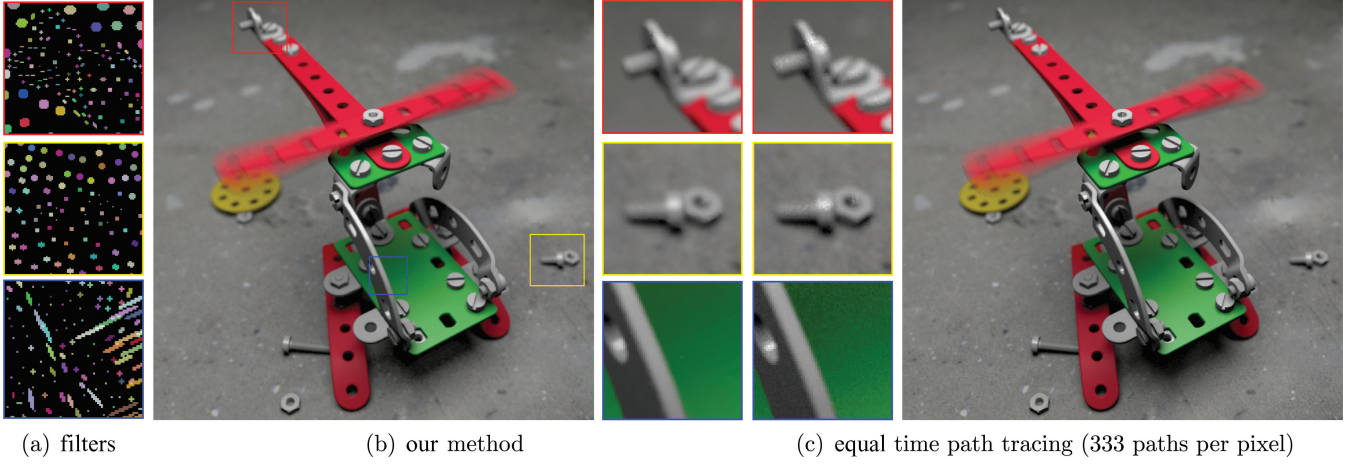 (a) filters
(b) our method
(c) equal time path tracing (333 paths per pixel)